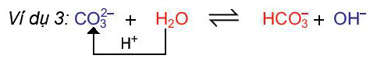 Ví dụ 3: CO₃²⁻ + H₂O ⇌ HCO₃⁻ + OH⁻
H⁺